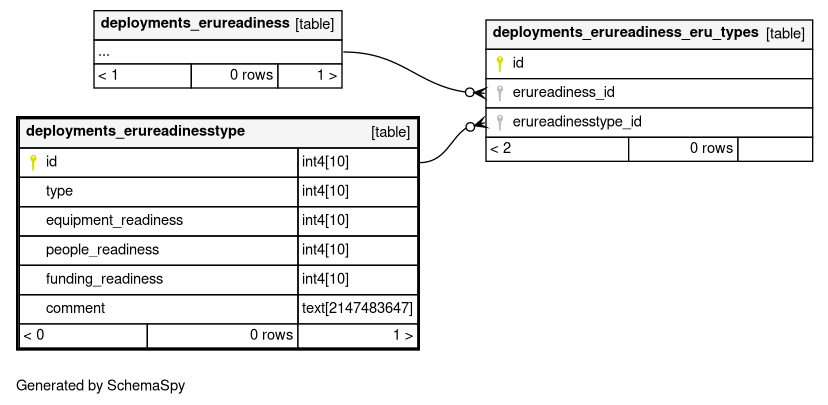 deployments_erureadiness [table]
...
< 1 0 rows 1 >
deployments_erureadiness_eru_types [table]
id
erureadiness_id
erureadinesstype_id
< 2 0 rows
deployments_erureadinesstype [table]
id int4[10]
type int4[10]
equipment_readiness int4[10]
people_readiness int4[10]
funding_readiness int4[10]
comment text[2147483647]
< 0 0 rows 1 >
Generated by SchemaSpy